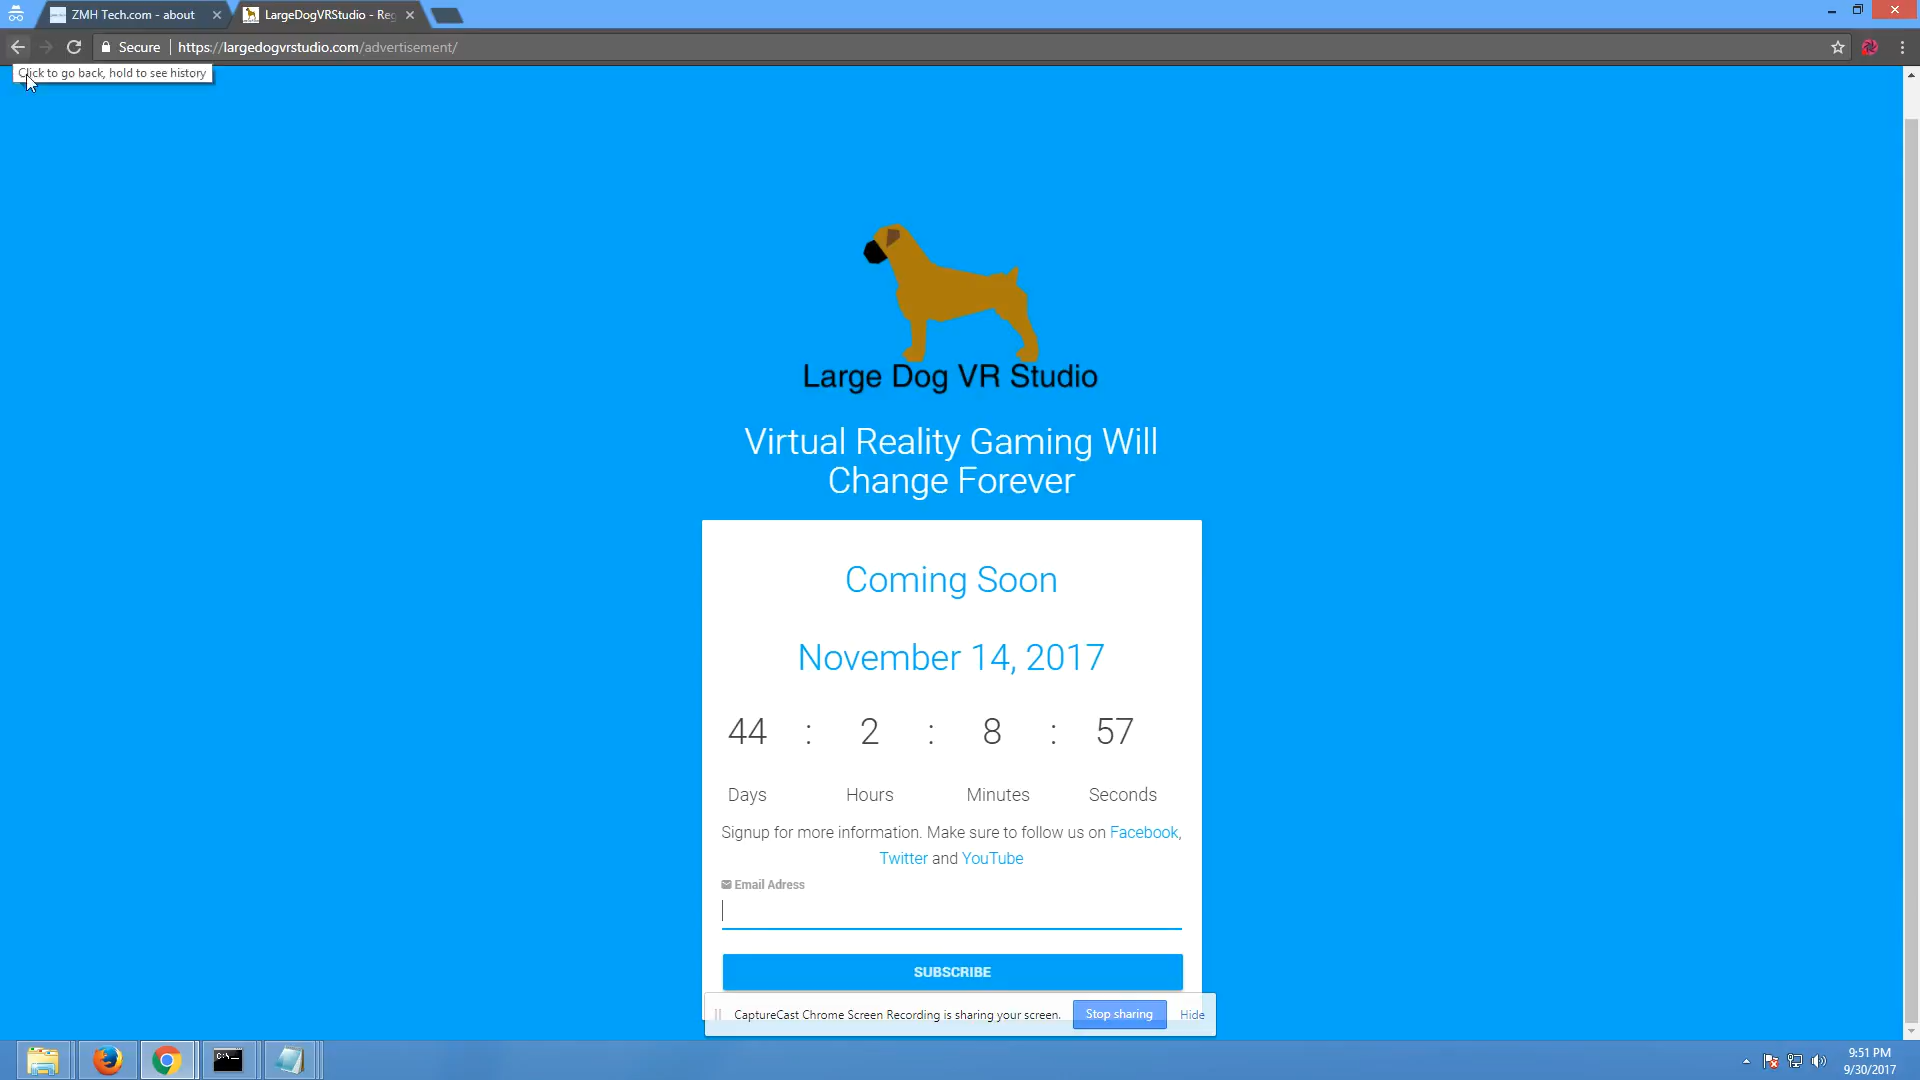 ZMH Tech.com - about
LargeDogVRStudio - Reg
Secure
https://largedogvrstudio.com/advertisement/
Click to go back, hold to see history
Large Dog VR Studio
Virtual Reality Gaming Will
Change Forever
Coming Soon
November 14, 2017
44 : 2 : 8 : 57
Days Hours Minutes Seconds
Signup for more information. Make sure to follow us on Facebook,
Twitter and YouTube
Email Adress
SUBSCRIBE
CaptureCast Chrome Screen Recording is sharing your screen. Stop sharing Hide
9:51 PM
9/30/2017